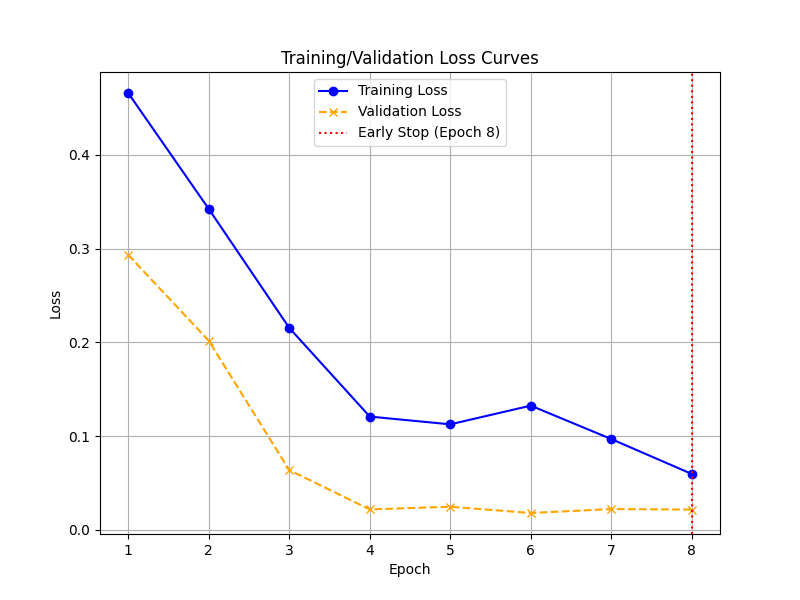 Training/Validation Loss Curves
Training Loss
Validation Loss
Early Stop (Epoch 8)
0.4
0.3
0.2
0.1
0.0
Loss
1 2 3 4 5 6 7 8
Epoch